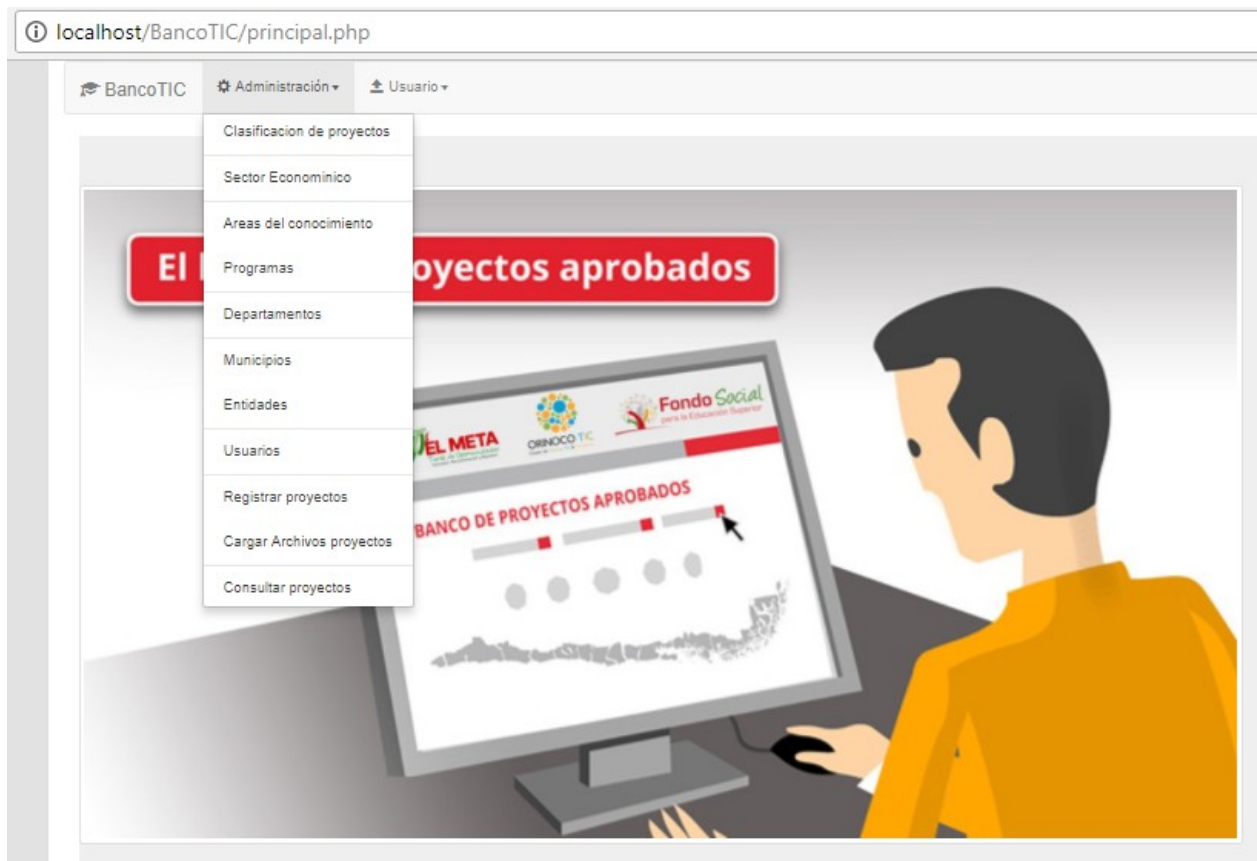 localhost/BancoTIC/principal.php
BancoTIC Administración Usuario
Clasificacion de proyectos
Sector Econominico
Areas del conocimiento
Programas
Departamentos
Municipios
Entidades
Usuarios
Registrar proyectos
Cargar Archivos proyectos
Consultar proyectos
El oyectos aprobados
EL META
ORINOCO TIC
Fondo Social
para la Educación Superior
BANCO DE PROYECTOS APROBADOS